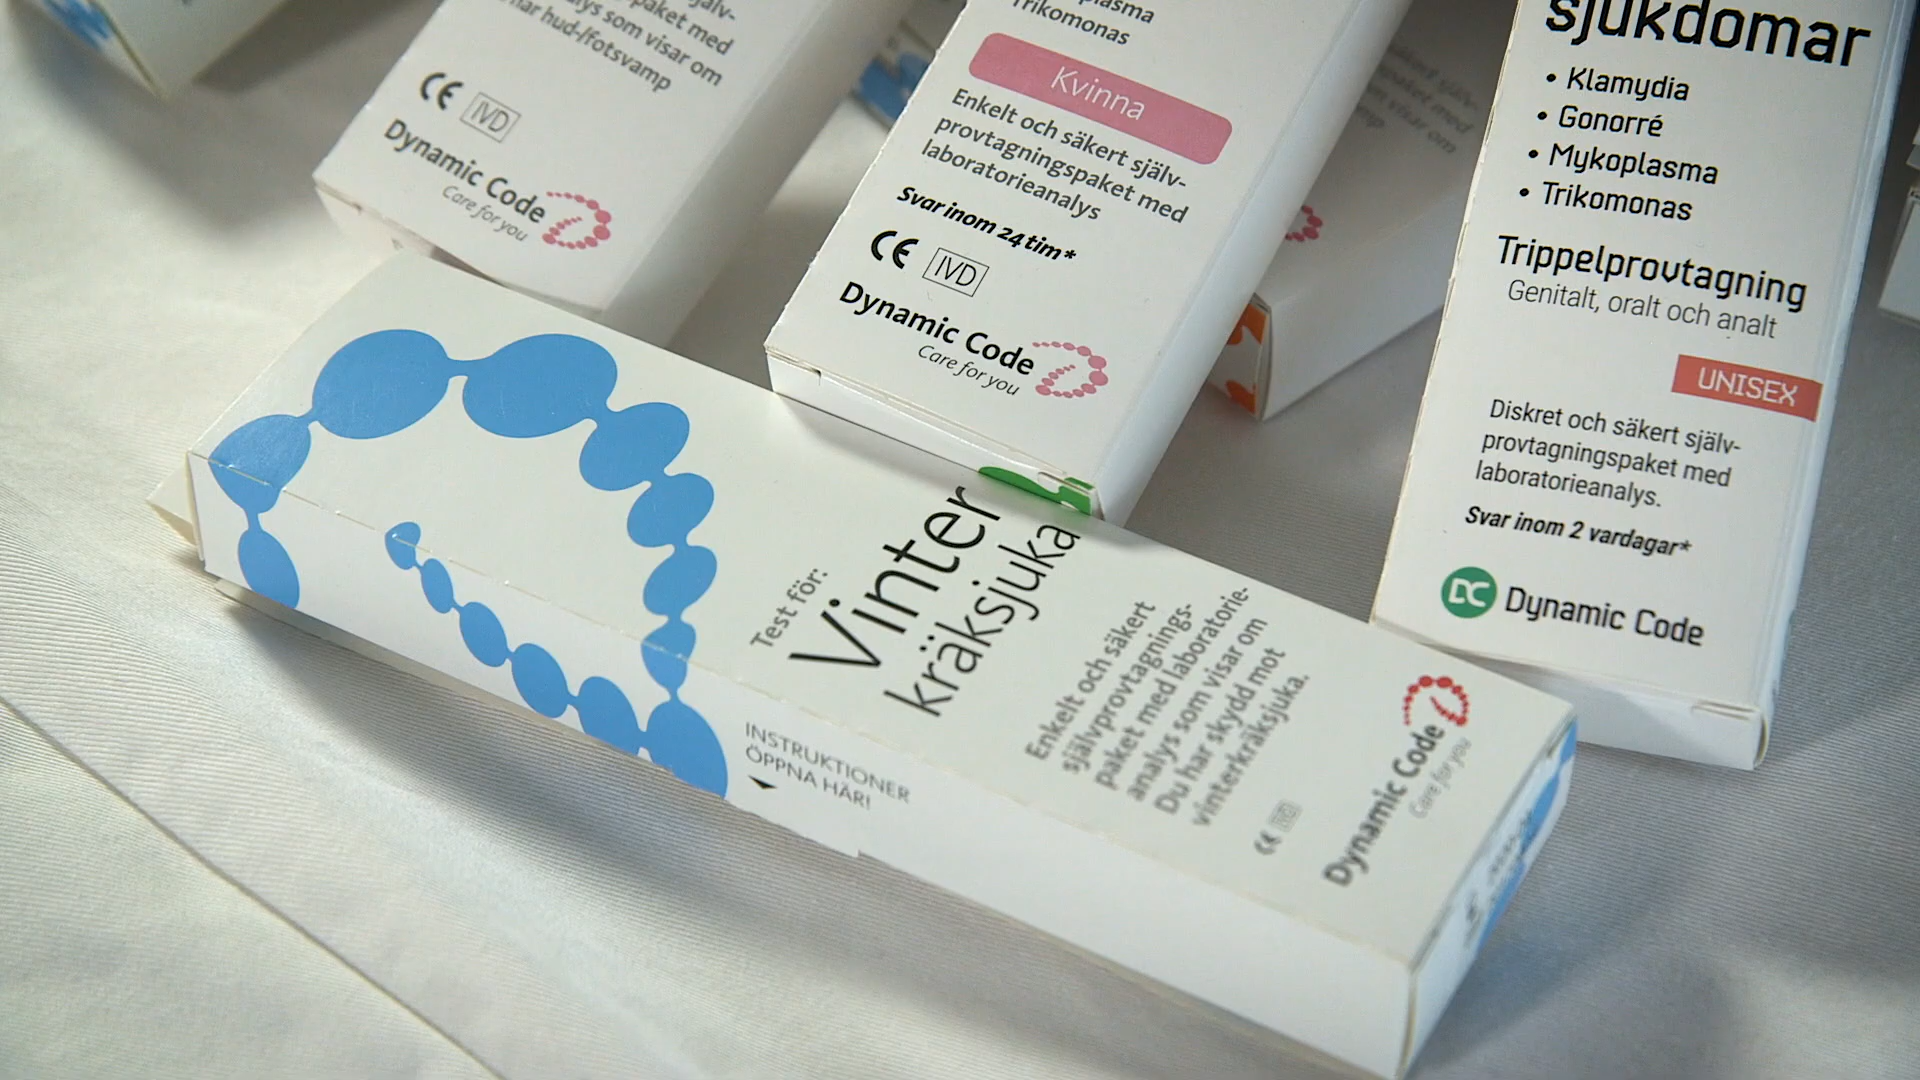 själv-
paket med
lys som visar om
har hud-/fotsvamp
CE IVD
Dynamic Code
Care for you
plasma
Trikomonas
Kvinna
Enkelt och säkert själv-
provtagningspaket med
laboratorieanalys
Svar inom 24 tim*
CE IVD
Dynamic Code
Care for you
sjukdomar
• Klamydia
• Gonorré
• Mykoplasma
• Trikomonas
Trippelprovtagning
Genitalt, oralt och analt
UNISEX
Diskret och säkert själv-
provtagningspaket med
laboratorieanalys.
Svar inom 2 vardagar*
DC Dynamic Code
Test för:
Vinter
kräksjuka
Enkelt och säkert
självprovtagnings-
paket med laboratorie-
analys som visar om
Du har skydd mot
vinterkräksjuka.
CE IVD
Dynamic Code
Care for you
INSTRUKTIONER
ÖPPNA HÄR!